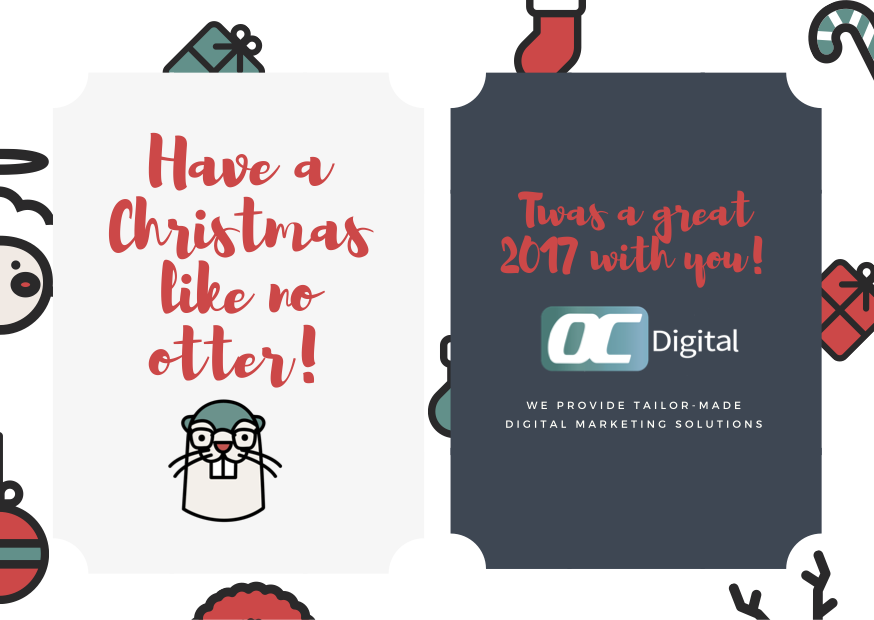 Have a
Christmas
like no
otter!
Twas a great
2017 with you!
OC Digital
WE PROVIDE TAILOR-MADE
DIGITAL MARKETING SOLUTIONS